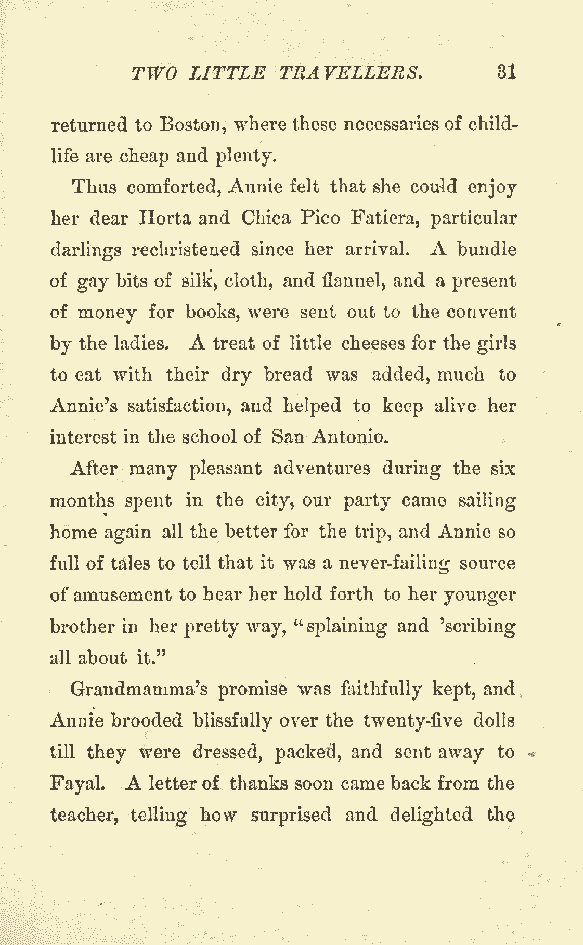 TWO LITTLE TRAVELLERS. 31
returned to Boston, where these necessaries of child-
life are cheap and plenty.
Thus comforted, Annie felt that she could enjoy
her dear Horta and Chica Pico Fatiera, particular
darlings rechristened since her arrival. A bundle
of gay bits of silk, cloth, and flannel, and a present
of money for books, were sent out to the convent
by the ladies. A treat of little cheeses for the girls
to eat with their dry bread was added, much to
Annie's satisfaction, and helped to keep alive her
interest in the school of San Antonio.
After many pleasant adventures during the six
months spent in the city, our party came sailing
home again all the better for the trip, and Annie so
full of tales to tell that it was a never-failing source
of amusement to hear her hold forth to her younger
brother in her pretty way, "splaining and 'scribing
all about it."
Grandmamma's promise was faithfully kept, and
Annie brooded blissfully over the twenty-five dolls
till they were dressed, packed, and sent away to
Fayal. A letter of thanks soon came back from the
teacher, telling how surprised and delighted the